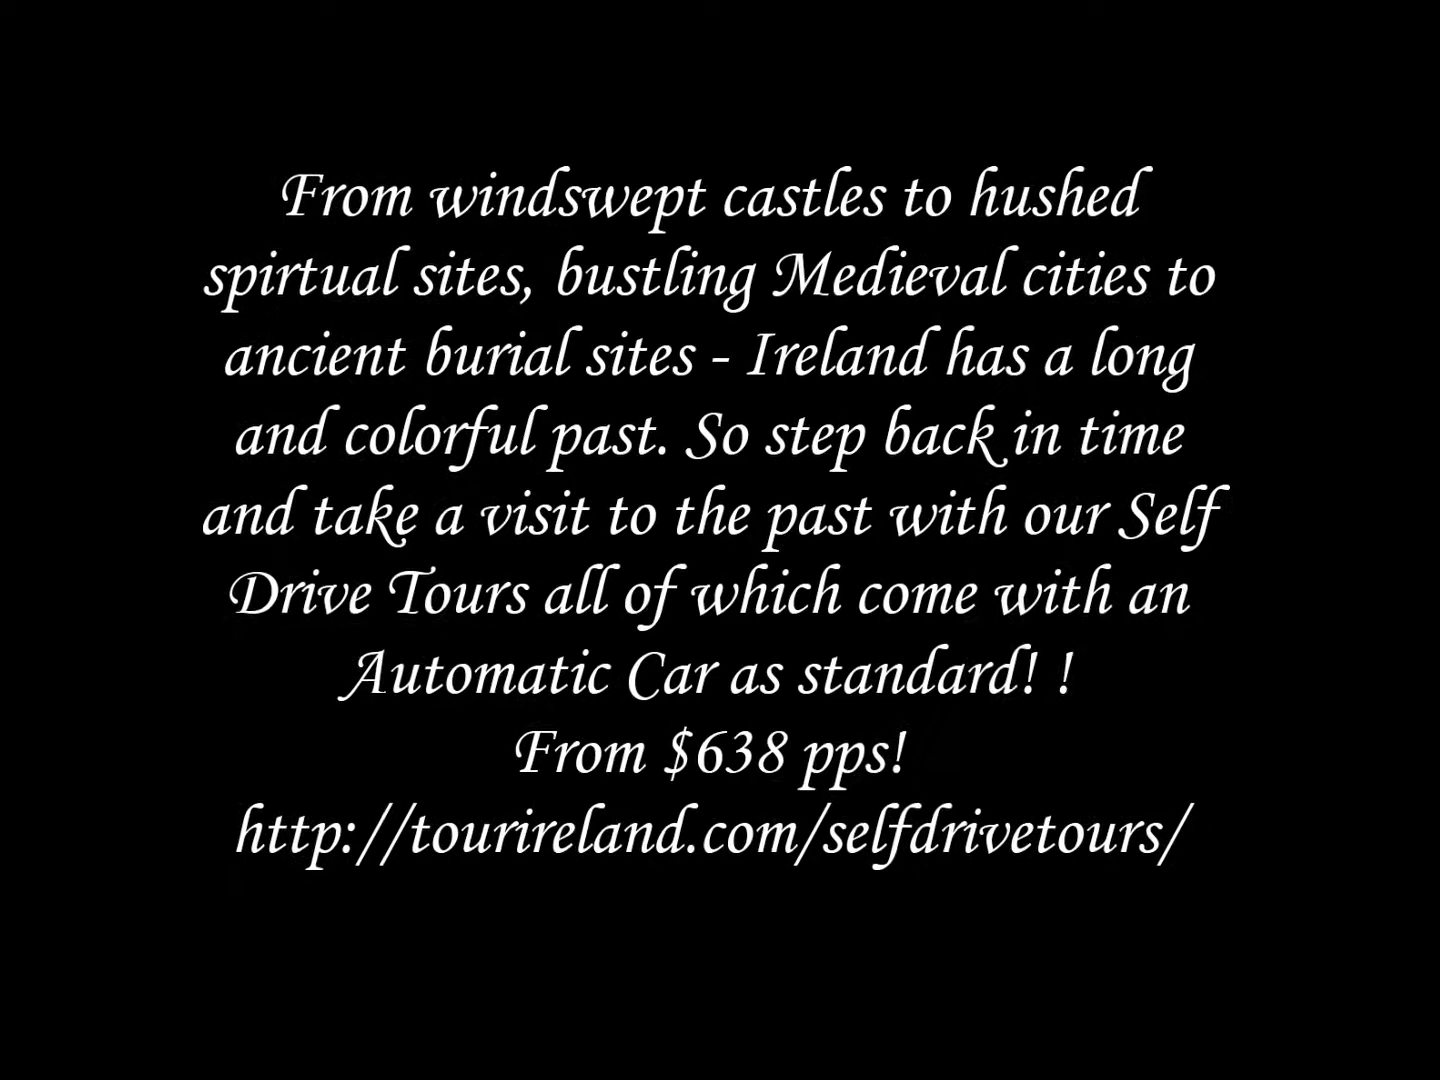 From windswept castles to hushed
spirtual sites, bustling Medieval cities to
ancient burial sites - Ireland has a long
and colorful past. So step back in time
and take a visit to the past with our Self
Drive Tours all of which come with an
Automatic Car as standard! !
From $638 pps!
http://tourireland.com/selfdrivetours/